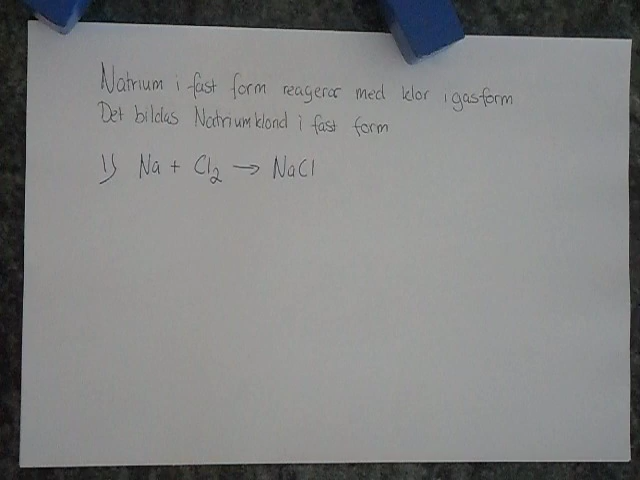 Natrium i fast form reagerar med klor i gasform
Det bildas Natriumklorid i fast form
1) Na + Cl₂ → NaCl